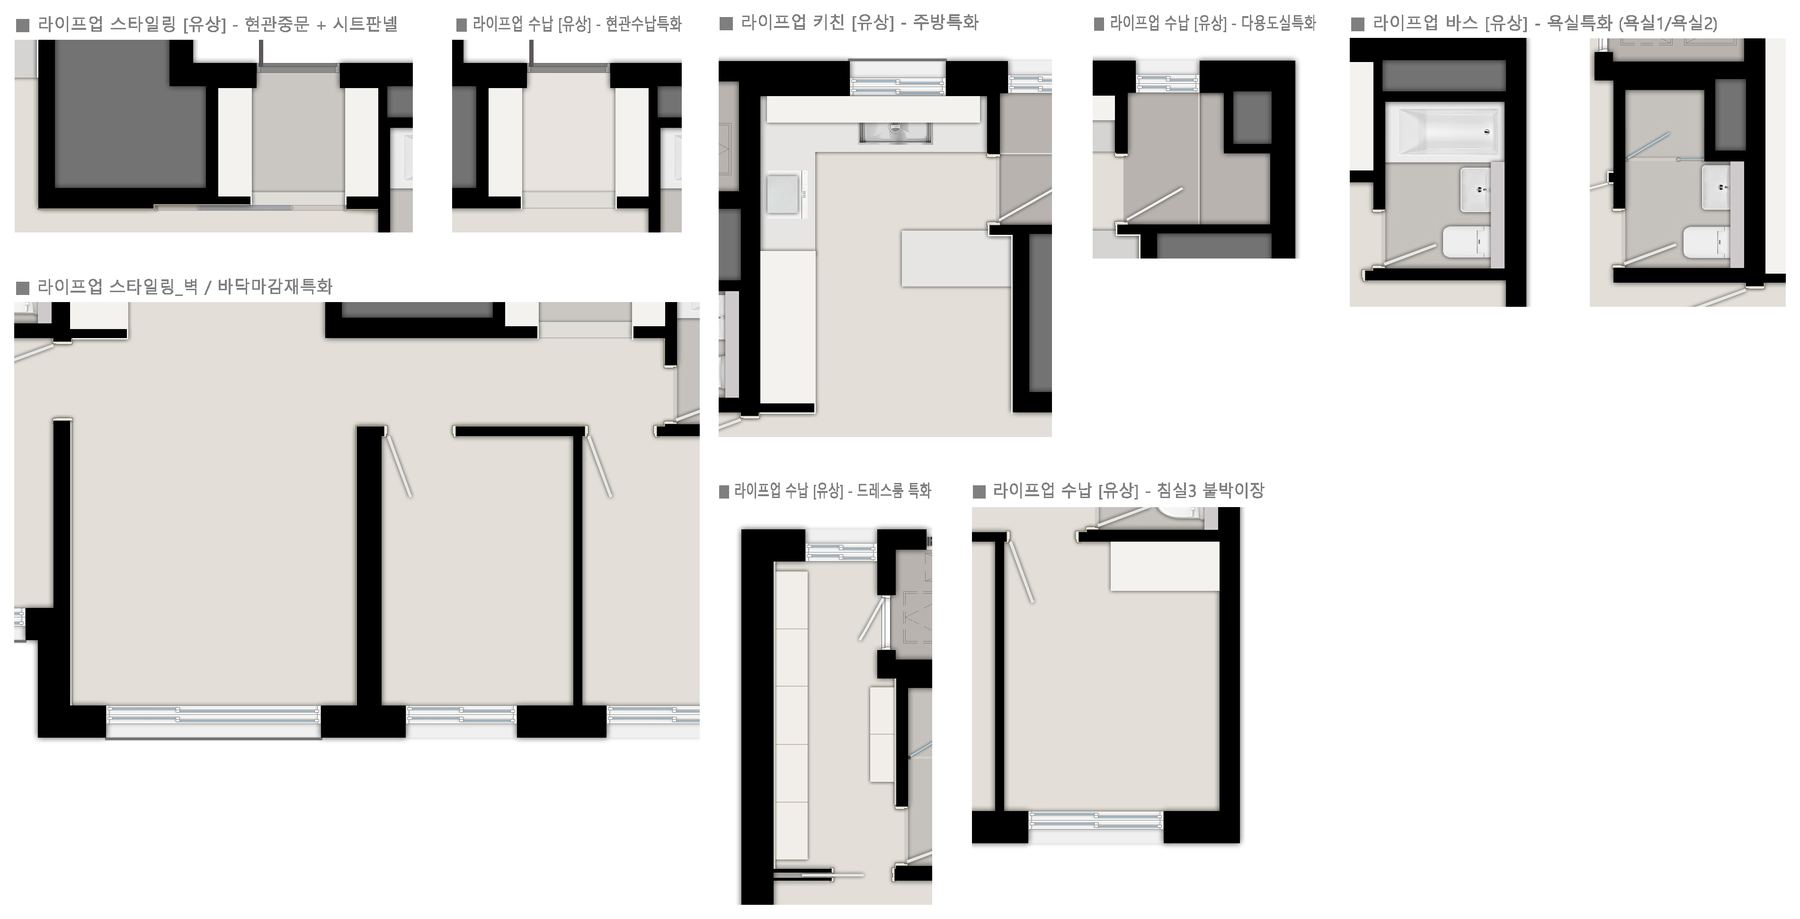 ■ 라이프업 스타일링 [유상] - 현관중문 + 시트판넬
■ 라이프업 수납 [유상] - 현관수납특화
■ 라이프업 키친 [유상] - 주방특화
■ 라이프업 수납 [유상] - 다용도실특화
■ 라이프업 바스 [유상] - 욕실특화 (욕실1/욕실2)
■ 라이프업 스타일링_벽 / 바닥마감재특화
■ 라이프업 수납 [유상] - 드레스룸 특화
■ 라이프업 수납 [유상] - 침실3 붙박이장